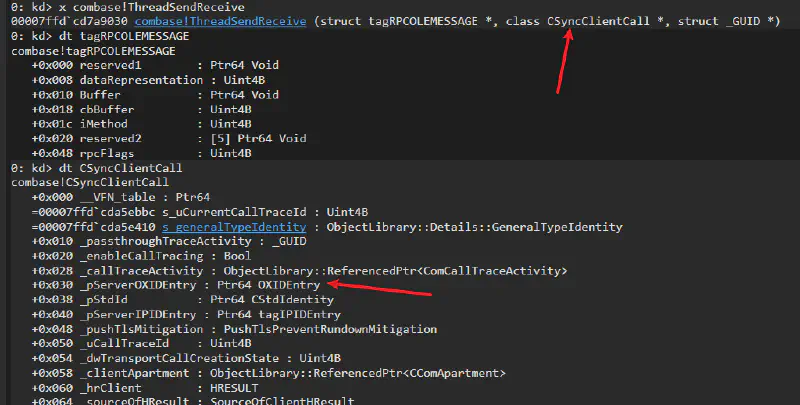 0: kd> x combase!ThreadSendReceive
00007ffd`cd7a9030 combase!ThreadSendReceive (struct tagRPCOLEMESSAGE *, class CSyncClientCall *, struct _GUID *)
0: kd> dt tagRPCOLEMESSAGE
combase!tagRPCOLEMESSAGE
+0x000 reserved1 : Ptr64 Void
+0x008 dataRepresentation : Uint4B
+0x010 Buffer : Ptr64 Void
+0x018 cbBuffer : Uint4B
+0x01c iMethod : Uint4B
+0x020 reserved2 : [5] Ptr64 Void
+0x048 rpcFlags : Uint4B
0: kd> dt CSyncClientCall
combase!CSyncClientCall
+0x000 __VFN_table : Ptr64
=00007ffd`cda5ebbc s_uCurrentCallTraceId : Uint4B
=00007ffd`cda5e410 s_generalTypeIdentity : ObjectLibrary::Details::GeneralTypeIdentity
+0x010 _passthroughTraceActivity : _GUID
+0x020 _enableCallTracing : Bool
+0x028 _callTraceActivity : ObjectLibrary::ReferencedPtr<ComCallTraceActivity>
+0x030 _pServerOXIDEntry : Ptr64 OXIDEntry
+0x038 _pStdId : Ptr64 CStdIdentity
+0x040 _pServerIPIDEntry : Ptr64 tagIPIDEntry
+0x048 _pushTlsMitigation : PushTlsPreventRundownMitigation
+0x050 _uCallTraceId : Uint4B
+0x054 _dwTransportCallCreationState : Uint4B
+0x058 _clientApartment : ObjectLibrary::ReferencedPtr<CComApartment>
+0x060 _hrClient : HRESULT
+0x064 _sourceOfHResult : SourceOfClientHResult